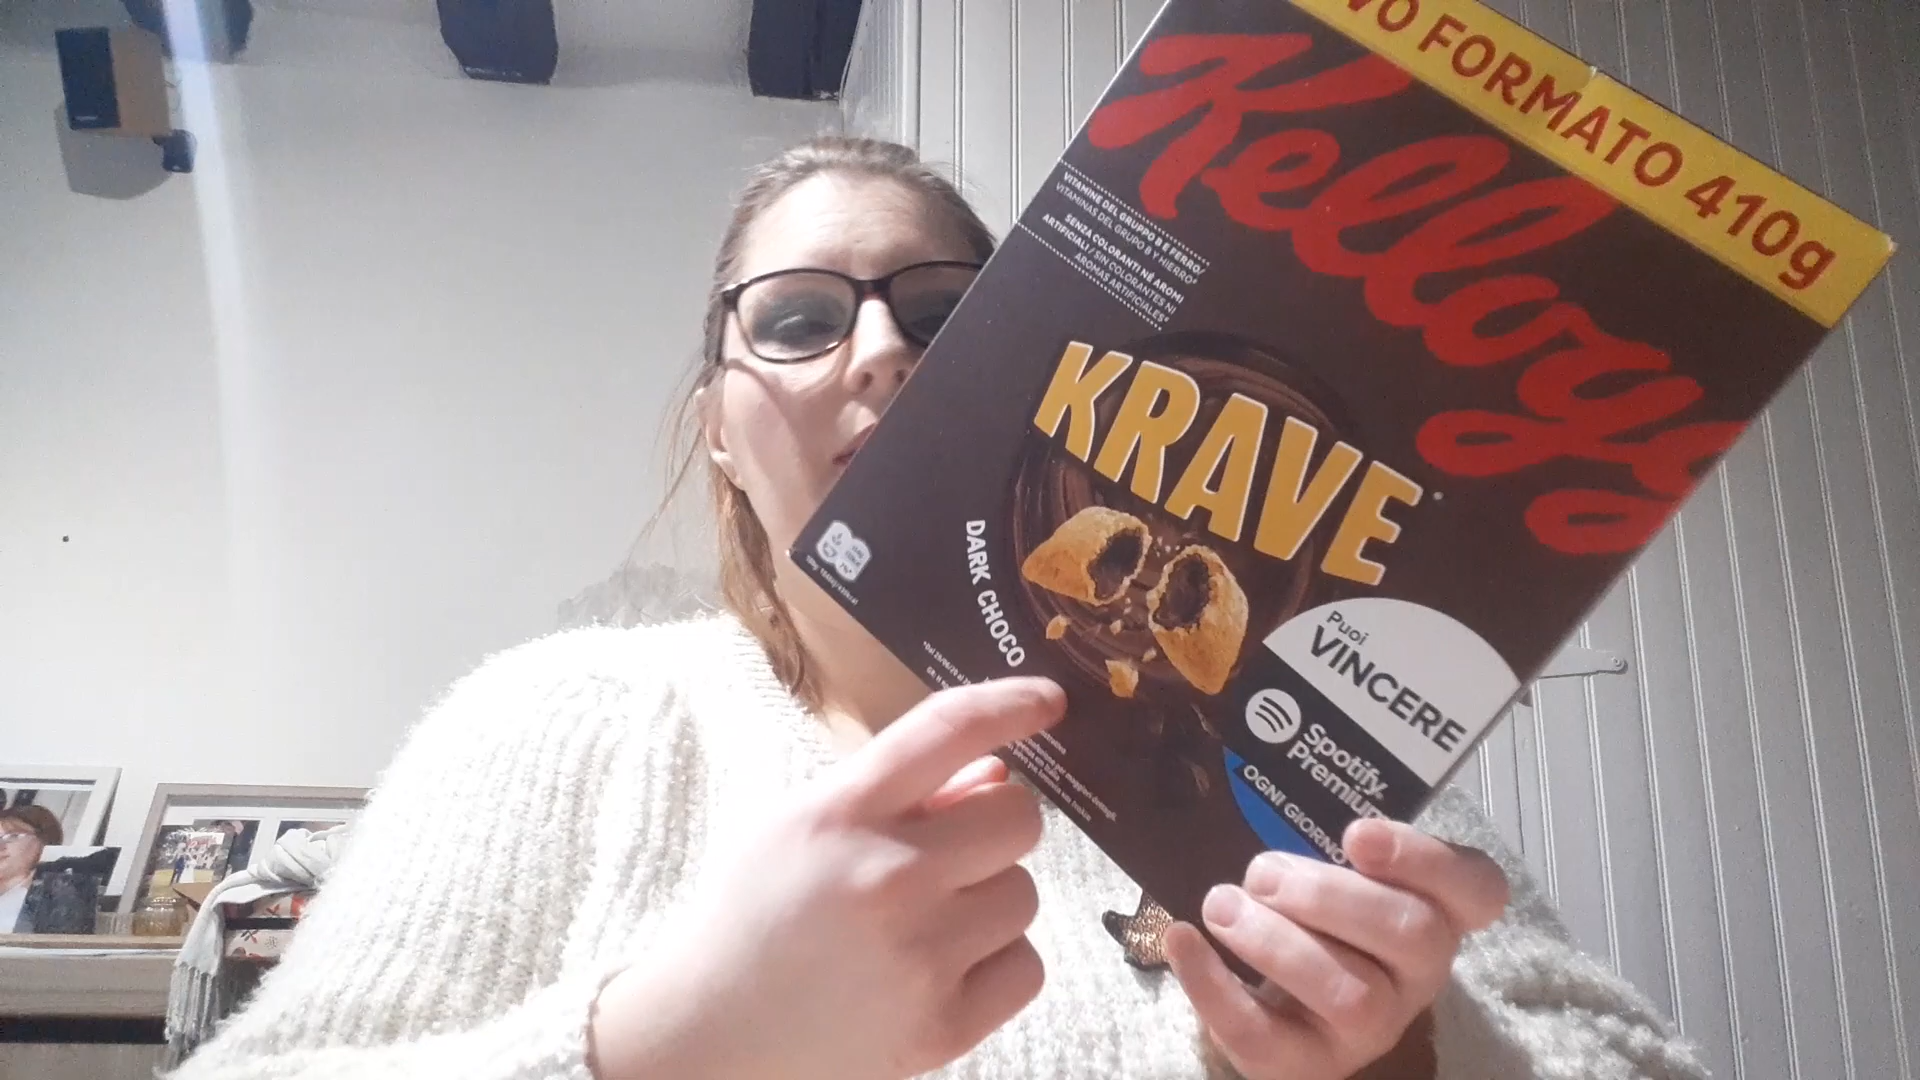 VO FORMATO 410g
Kellogg
VITAMINE DEL GRUPPO B E FERRO/
VITAMINAS DEL GRUPO B Y HIERRO*
SENZA COLORANTI NÉ AROMI
ARTIFICIALI / SIN COLORANTES NI
AROMAS ARTIFICIALES*
KRAVE
DARK CHOCO
Puoi
VINCERE
Spotify
Premium
OGNI GIORNO